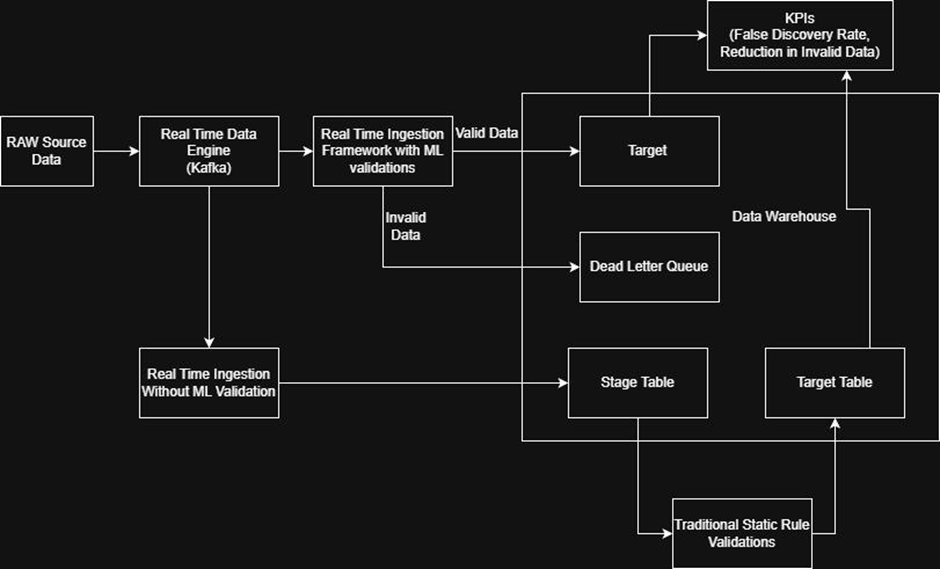 KPIs
(False Discovery Rate,
Reduction in Invalid Data)
RAW Source
Data
Real Time Data
Engine
(Kafka)
Real Time Ingestion
Framework with ML
validations
Valid Data
Target
Invalid
Data
Data Warehouse
Dead Letter Queue
Real Time Ingestion
Without ML Validation
Stage Table
Target Table
Traditional Static Rule
Validations